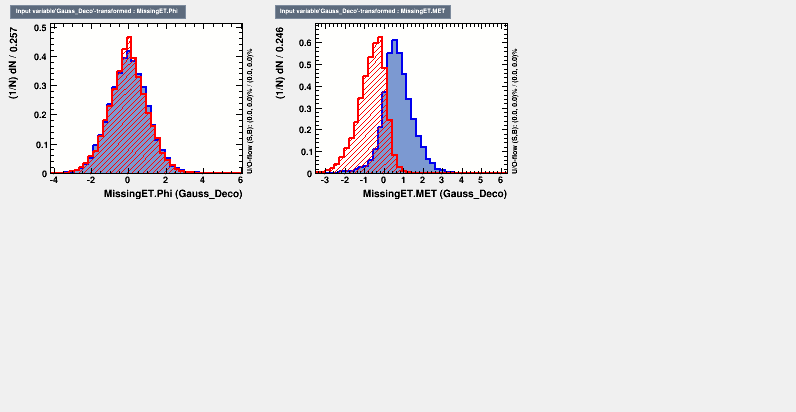 Input variable'Gauss_Deco'-transformed : MissingET.Phi
(1/N) dN / 0.257
0.5
0.4
0.3
0.2
0.1
0
-4 -2 0 2 4 6
MissingET.Phi (Gauss_Deco)
U/O-flow (S,B): (0.0, 0.0)% / (0.0, 0.0)%
Input variable'Gauss_Deco'-transformed : MissingET.MET
(1/N) dN / 0.246
0.6
0.5
0.4
0.3
0.2
0.1
0
-3 -2 -1 0 1 2 3 4 5 6
MissingET.MET (Gauss_Deco)
U/O-flow (S,B): (0.0, 0.0)% / (0.0, 0.0)%